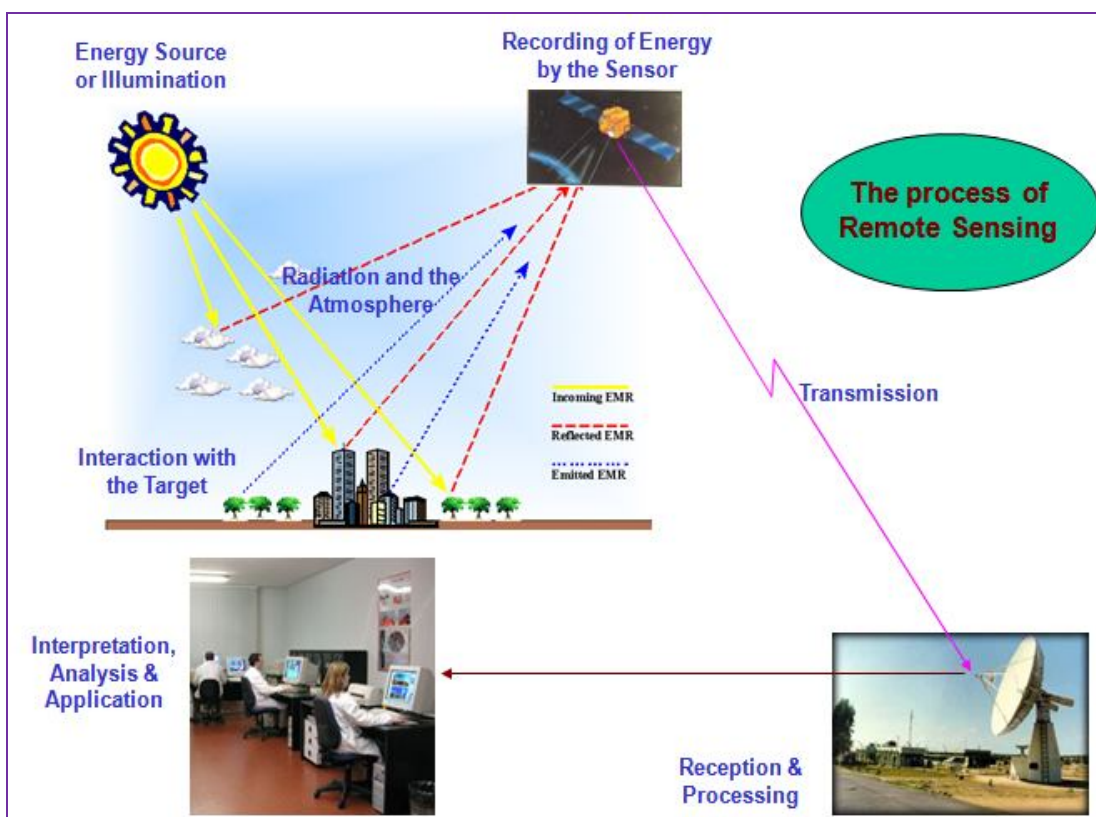 Energy Source
or Illumination
Recording of Energy
by the Sensor
The process of
Remote Sensing
Radiation and the
Atmosphere
Incoming EMR
Reflected EMR
Emitted EMR
Transmission
Interaction with
the Target
Interpretation,
Analysis &
Application
Reception &
Processing